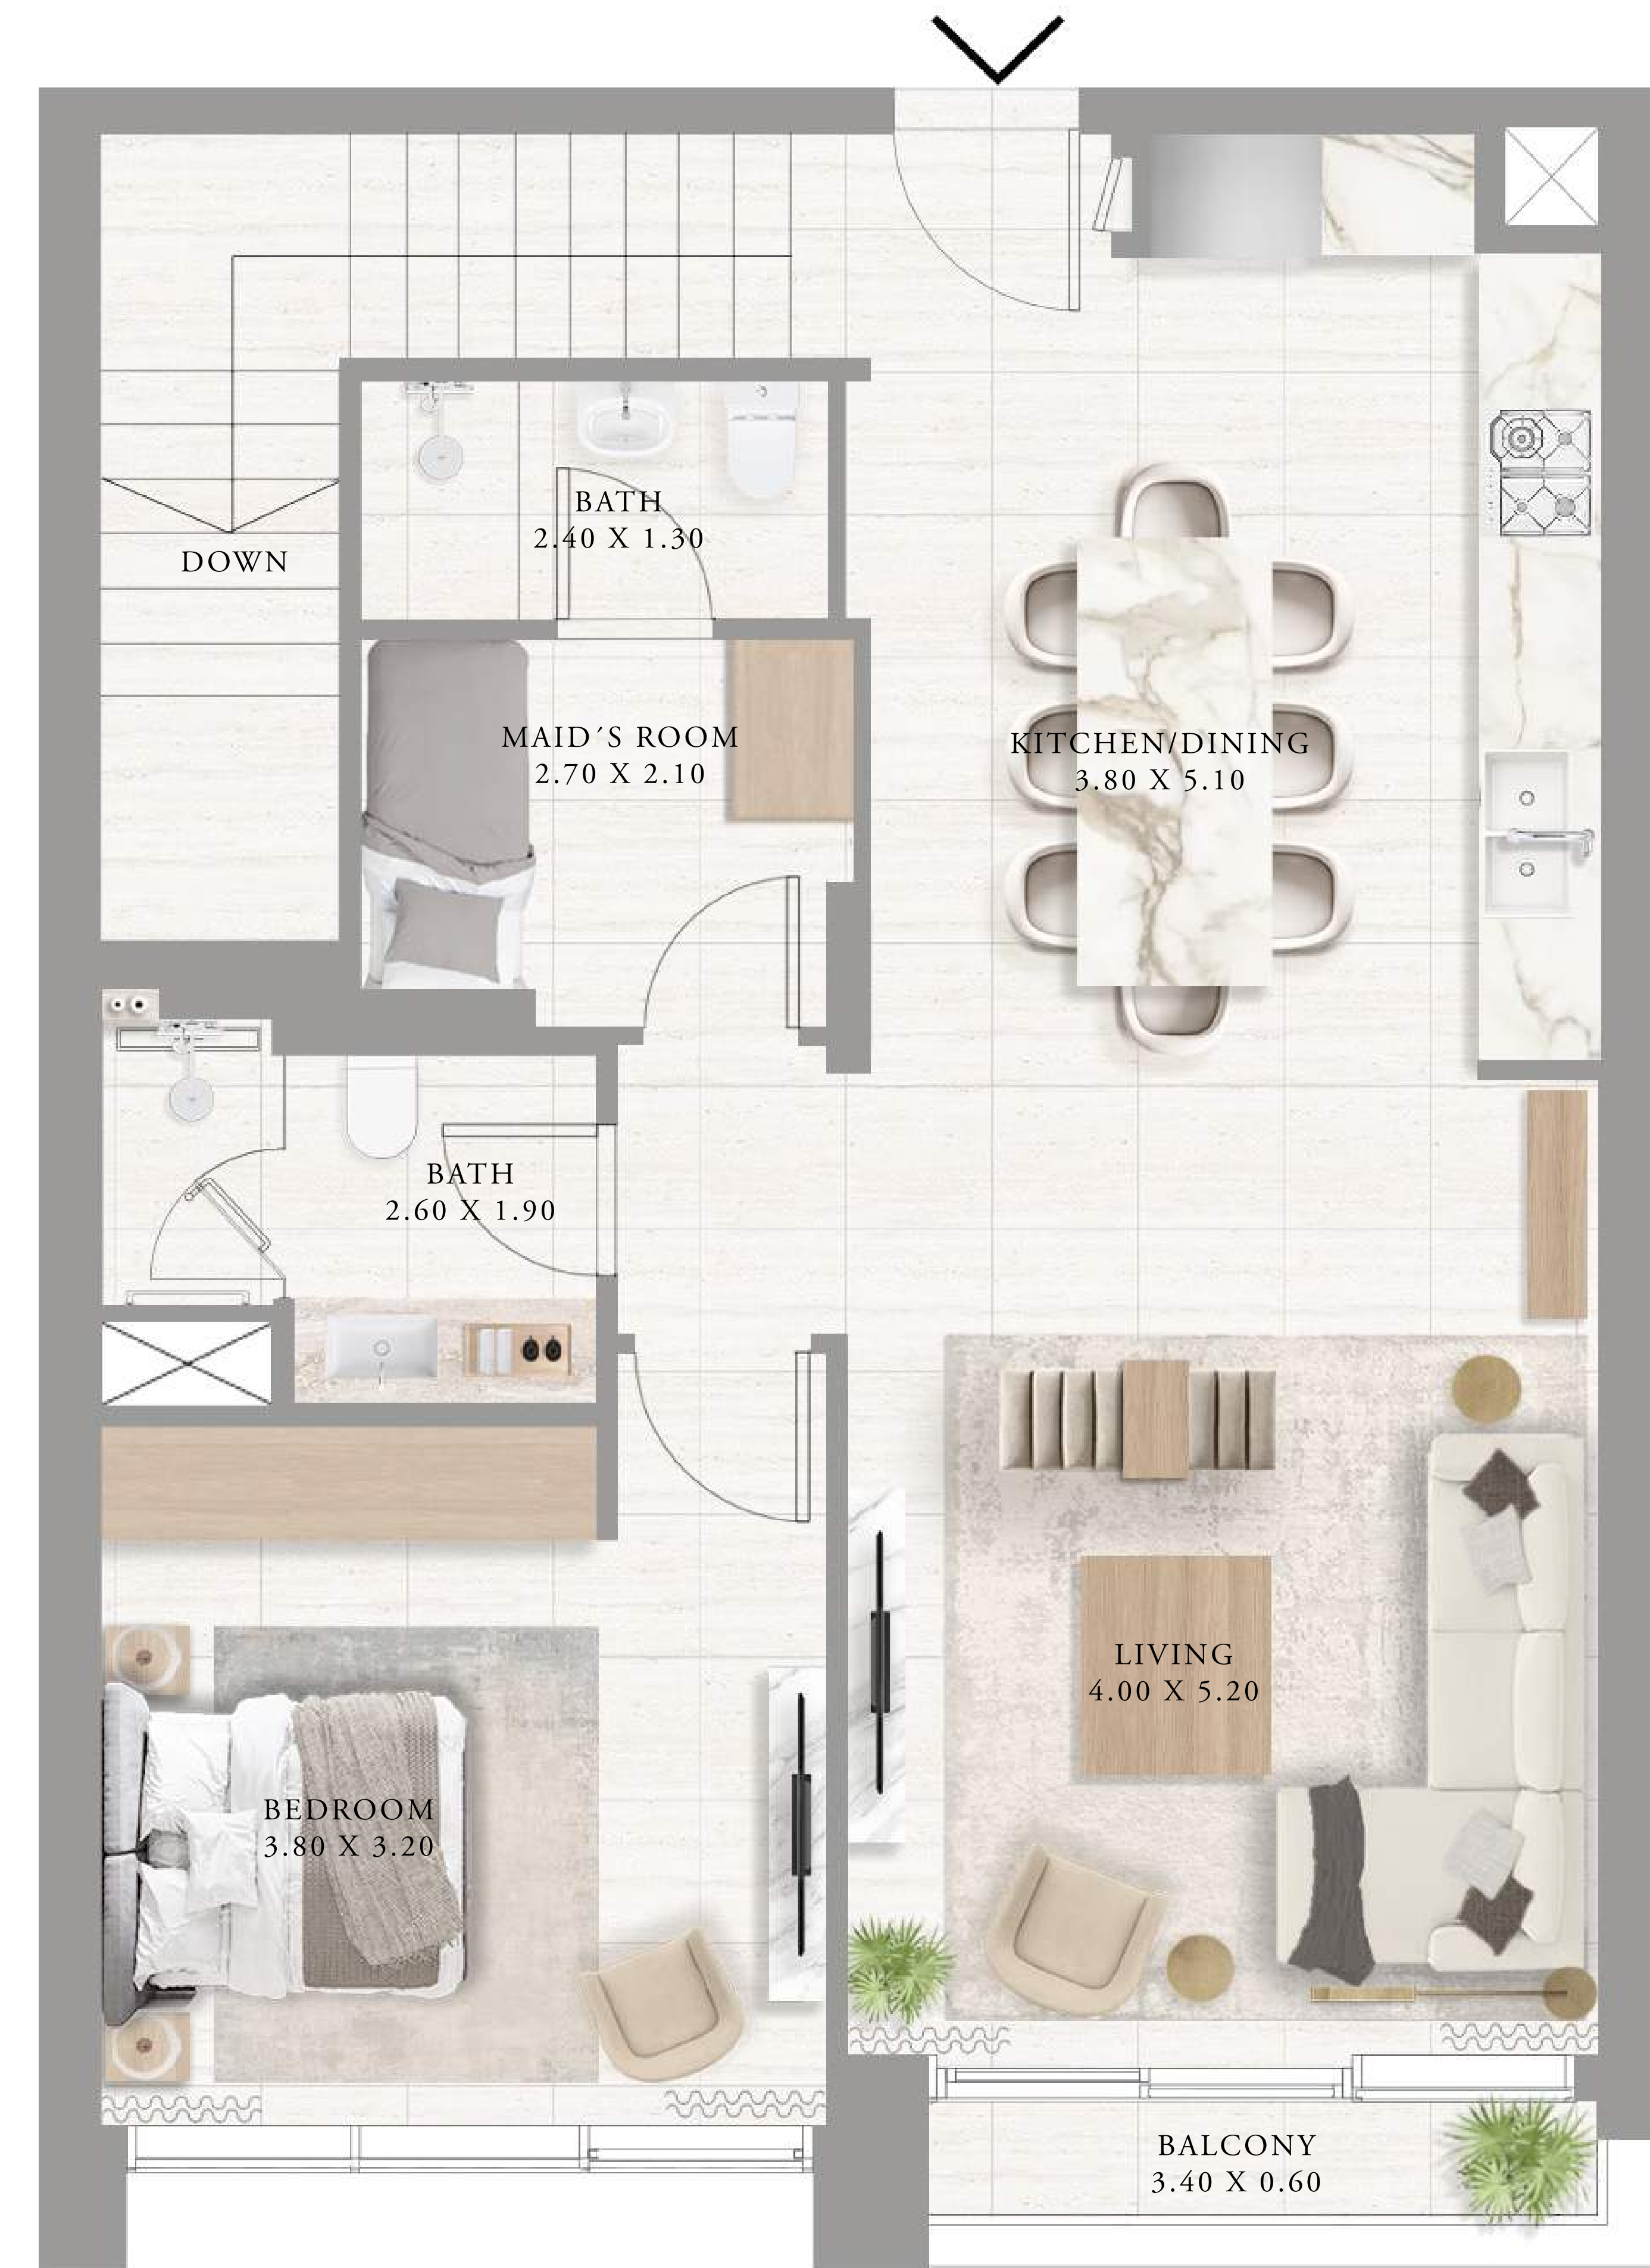 BATH
2.40 X 1.30
DOWN
MAID´S ROOM
2.70 X 2.10
KITCHEN/DINING
3.80 X 5.10
BATH
2.60 X 1.90
LIVING
4.00 X 5.20
BEDROOM
3.80 X 3.20
BALCONY
3.40 X 0.60